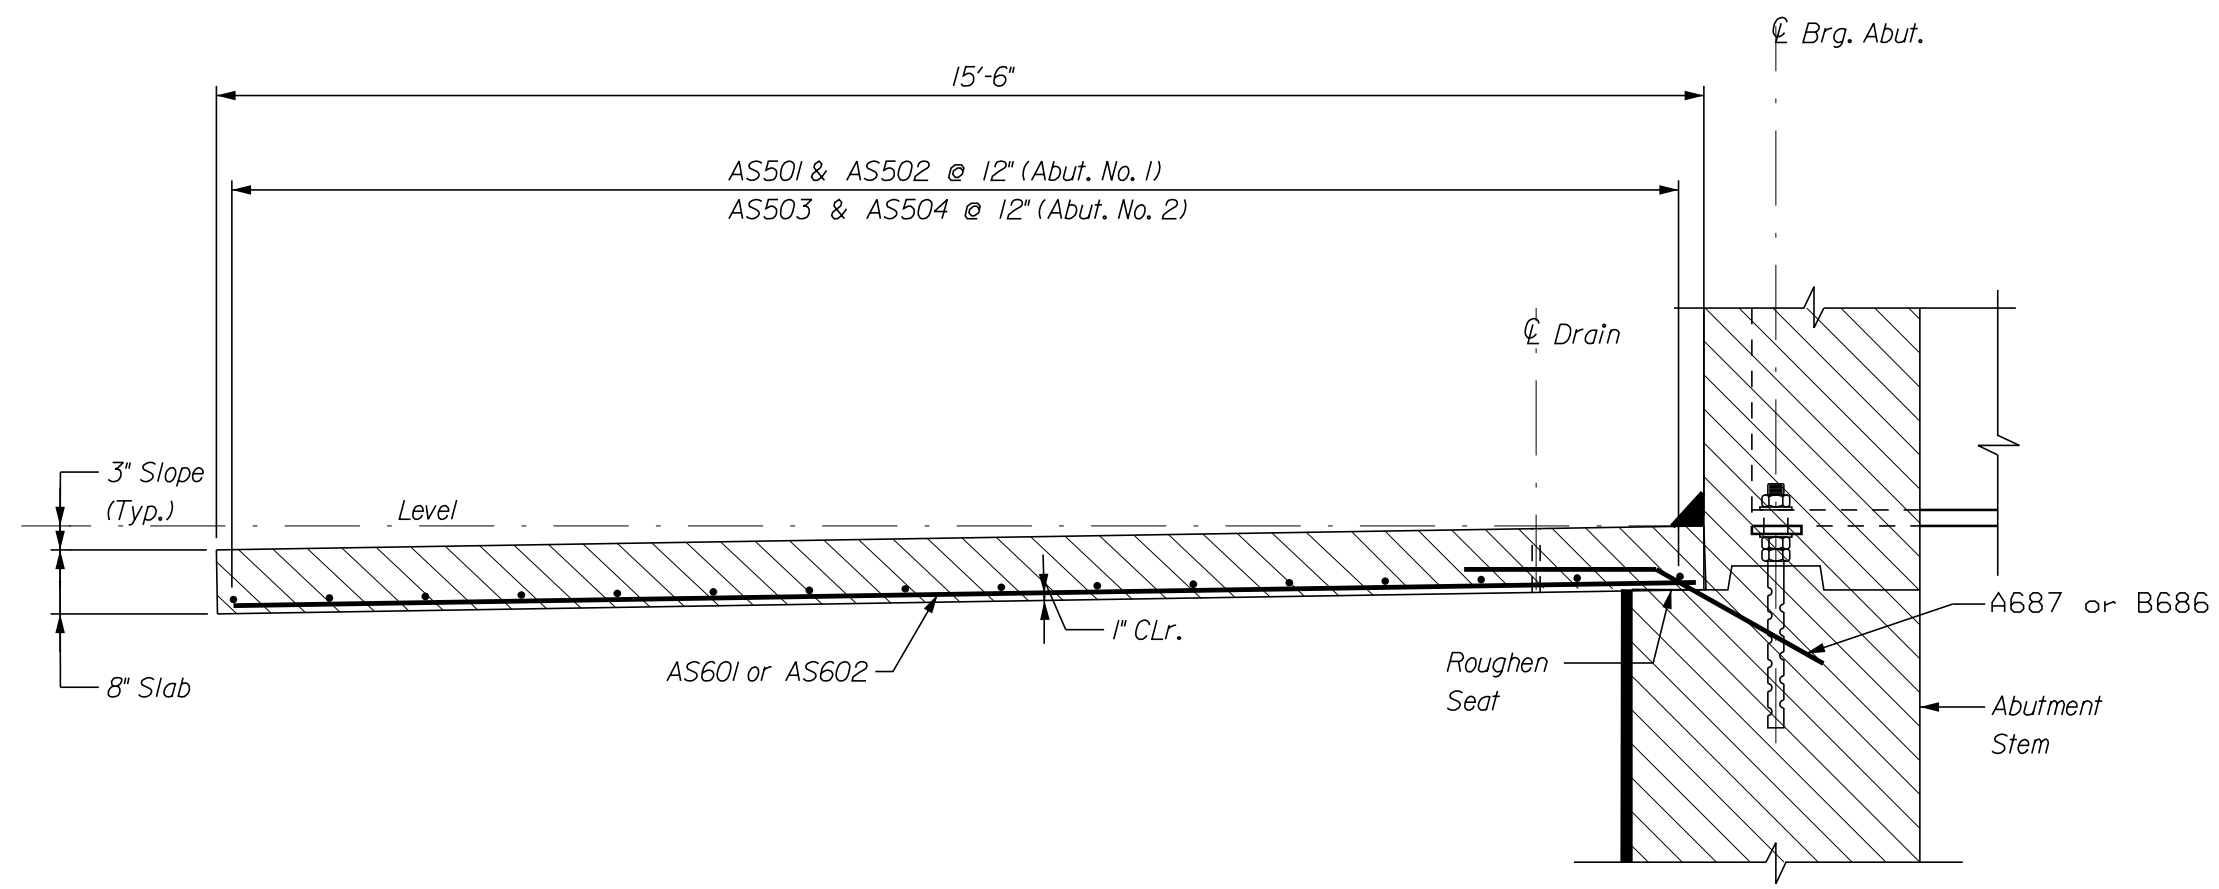 ℄ Brg. Abut.
15'-6"
AS501 & AS502 @ 12" (Abut. No. 1)
AS503 & AS504 @ 12" (Abut. No. 2)
℄ Drain
3" Slope
(Typ.)
Level
A687 or B686
1" CLr.
AS601 or AS602
Roughen
Seat
8" Slab
Abutment
Stem